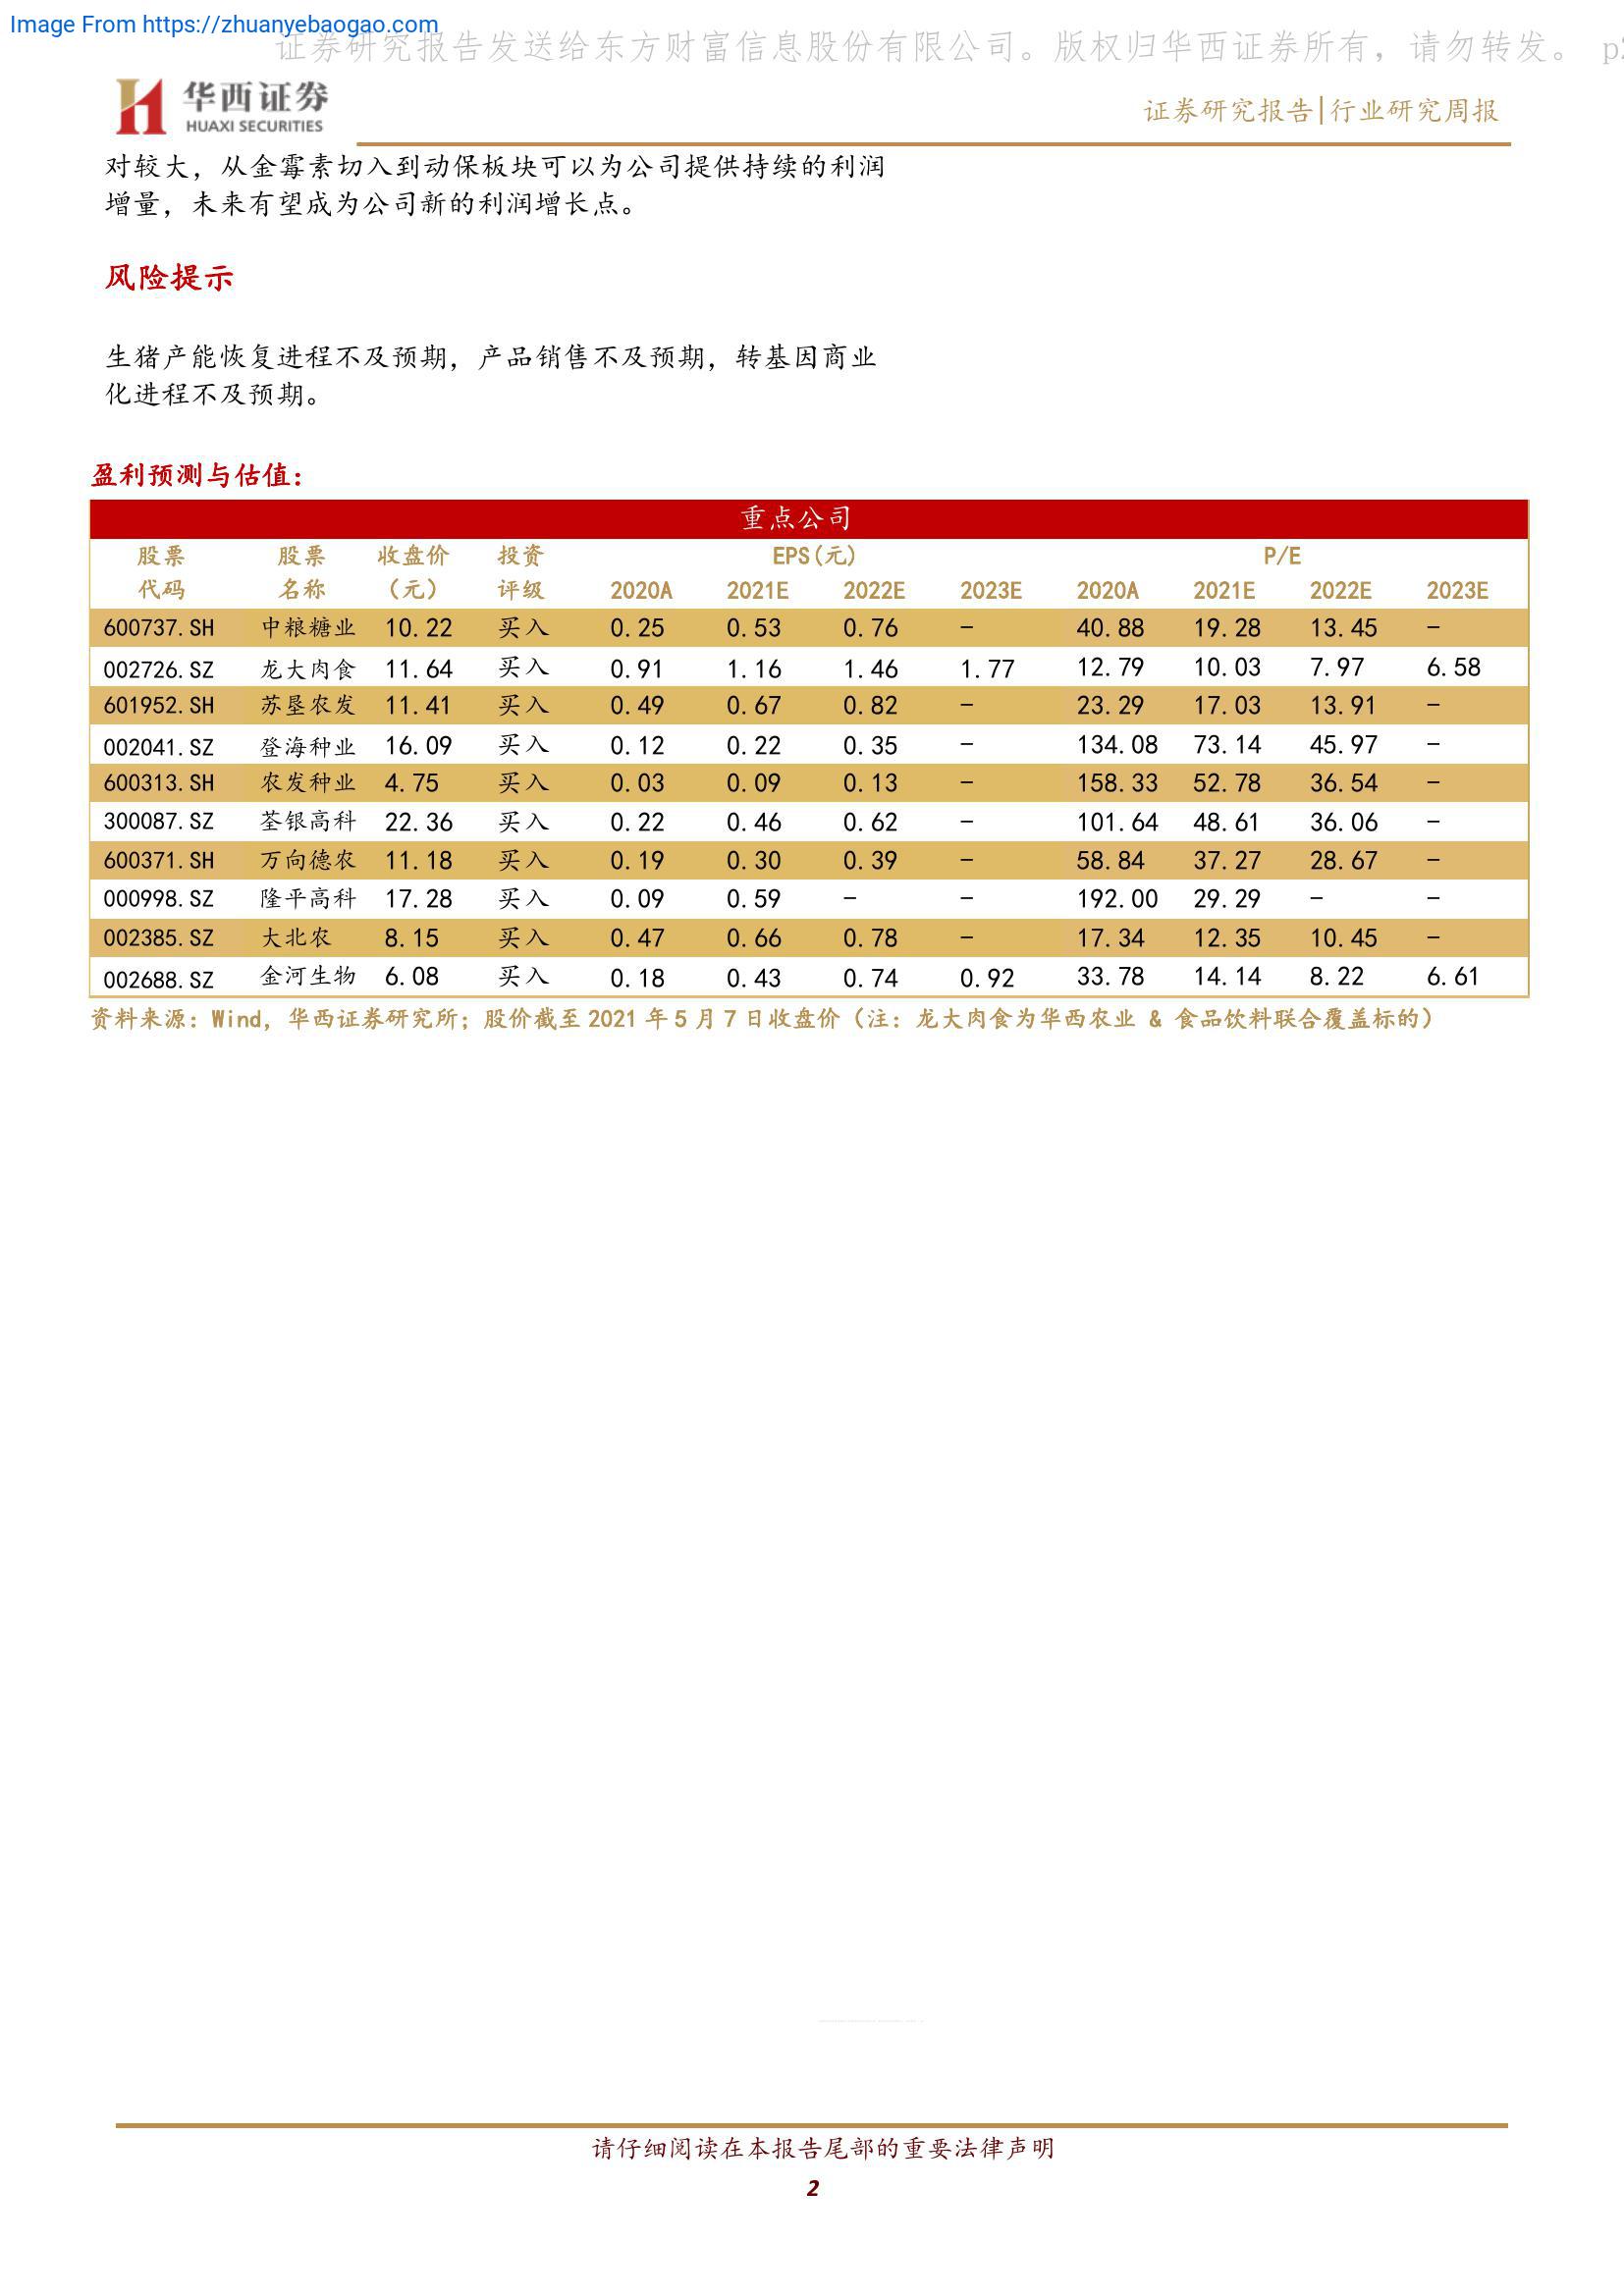 Image From https://zhuanyebaogao.com
证券研究报告发送给东方财富信息股份有限公司。版权归华西证券所有，请勿转发。 p
华西证券
HUAXI SECURITIES
证券研究报告|行业研究周报
对较大，从金霉素切入到动保板块可以为公司提供持续的利润
增量，未来有望成为公司新的利润增长点。
风险提示
生猪产能恢复进程不及预期，产品销售不及预期，转基因商业
化进程不及预期。
盈利预测与估值：
重点公司
股票 股票 收盘价 投资 EPS(元) P/E
代码 名称 （元） 评级 2020A 2021E 2022E 2023E 2020A 2021E 2022E 2023E
600737.SH 中粮糖业 10.22 买入 0.25 0.53 0.76 - 40.88 19.28 13.45 -
002726.SZ 龙大肉食 11.64 买入 0.91 1.16 1.46 1.77 12.79 10.03 7.97 6.58
601952.SH 苏垦农发 11.41 买入 0.49 0.67 0.82 - 23.29 17.03 13.91 -
002041.SZ 登海种业 16.09 买入 0.12 0.22 0.35 - 134.08 73.14 45.97 -
600313.SH 农发种业 4.75 买入 0.03 0.09 0.13 - 158.33 52.78 36.54 -
300087.SZ 荃银高科 22.36 买入 0.22 0.46 0.62 - 101.64 48.61 36.06 -
600371.SH 万向德农 11.18 买入 0.19 0.30 0.39 - 58.84 37.27 28.67 -
000998.SZ 隆平高科 17.28 买入 0.09 0.59 - - 192.00 29.29 - -
002385.SZ 大北农 8.15 买入 0.47 0.66 0.78 - 17.34 12.35 10.45 -
002688.SZ 金河生物 6.08 买入 0.18 0.43 0.74 0.92 33.78 14.14 8.22 6.61
资料来源：Wind，华西证券研究所；股价截至 2021 年 5 月 7 日收盘价（注：龙大肉食为华西农业 & 食品饮料联合覆盖标的）
请仔细阅读在本报告尾部的重要法律声明
2